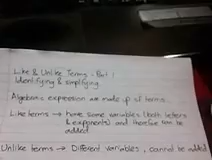 Like & Unlike Terms - Part 1
Identifying & simplifying
Algebraic expression are made up of terms.
Like terms → have same variables (both letters
& exponents) and therefore can be
added
Unlike terms → Different variables, cannot be added